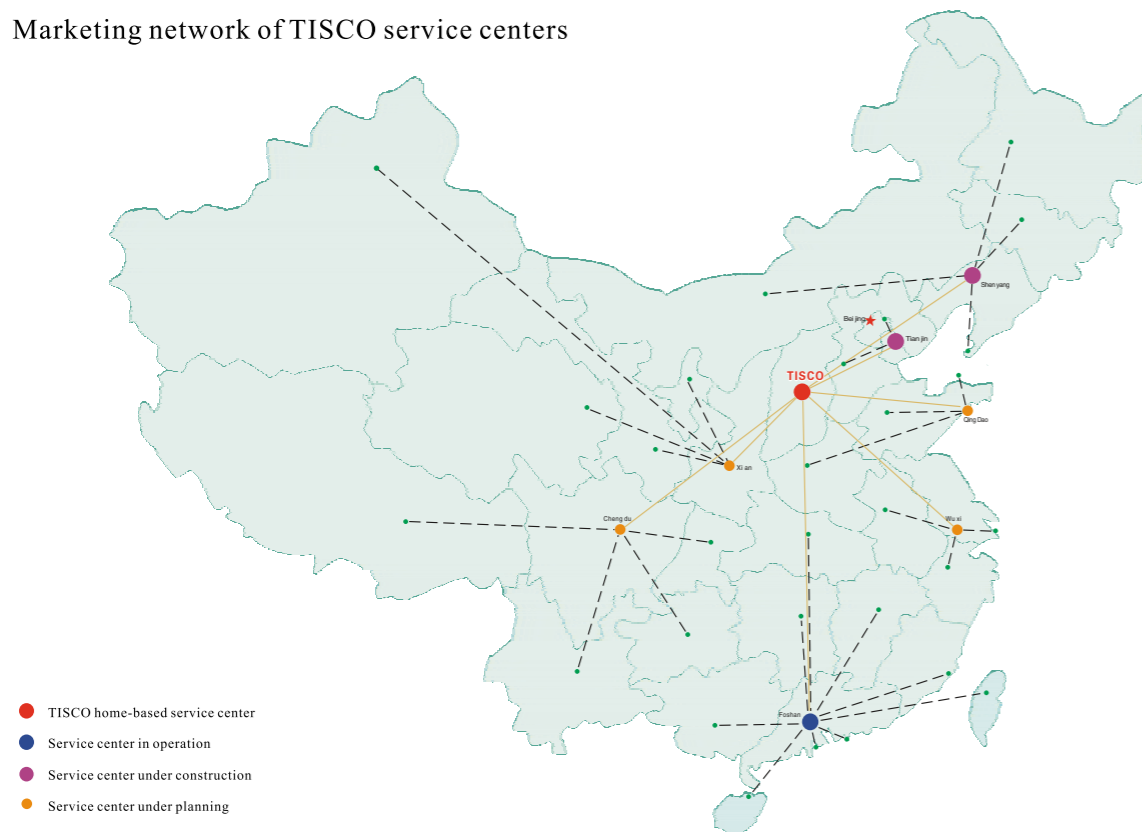 Marketing network of TISCO service centers
Shen yang
Bei jing
Tian jin
TISCO
Qing Dao
Xi an
Cheng du
Wu xi
Foshan
TISCO home-based service center
Service center in operation
Service center under construction
Service center under planning